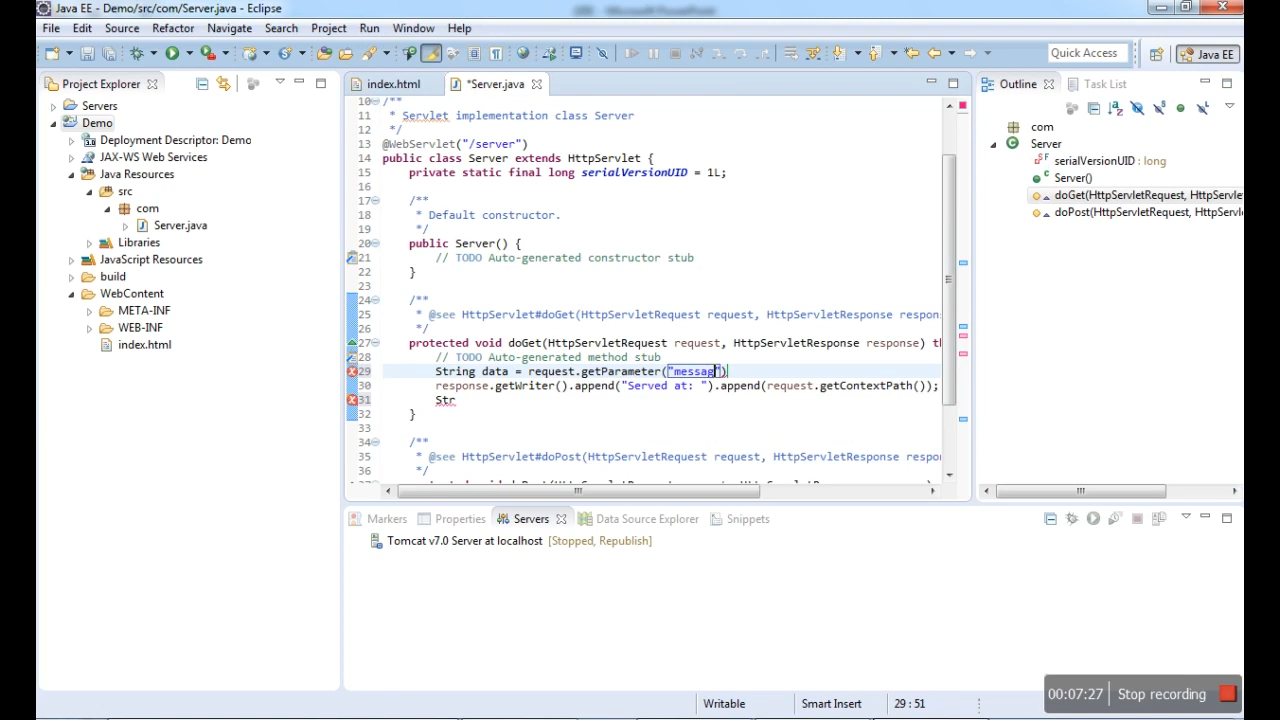 Java EE - Demo/src/com/Server.java - Eclipse
File Edit Source Refactor Navigate Search Project Run Window Help
Quick Access
Java EE
Project Explorer
Servers
Demo
Deployment Descriptor: Demo
JAX-WS Web Services
Java Resources
src
com
Server.java
Libraries
JavaScript Resources
build
WebContent
META-INF
WEB-INF
index.html
index.html
*Server.java
10 /**
11 * Servlet implementation class Server
12 */
13 @WebServlet("/server")
14 public class Server extends HttpServlet {
15 private static final long serialVersionUID = 1L;
16
17 /**
18 * Default constructor.
19 */
20 public Server() {
21 // TODO Auto-generated constructor stub
22 }
23
24 /**
25 * @see HttpServlet#doGet(HttpServletRequest request, HttpServletResponse respon
26 */
27 protected void doGet(HttpServletRequest request, HttpServletResponse response) th
28 // TODO Auto-generated method stub
29 String data = request.getParameter("messag")
30 response.getWriter().append("Served at: ").append(request.getContextPath());
31 Str
32 }
33
34 /**
35 * @see HttpServlet#doPost(HttpServletRequest request, HttpServletResponse respo
36 */
Outline
Task List
com
Server
serialVersionUID : long
Server()
doGet(HttpServletRequest, HttpServlet
doPost(HttpServletRequest, HttpServl
Markers
Properties
Servers
Data Source Explorer
Snippets
Tomcat v7.0 Server at localhost [Stopped, Republish]
Writable
Smart Insert
29 : 51
00:07:27
Stop recording